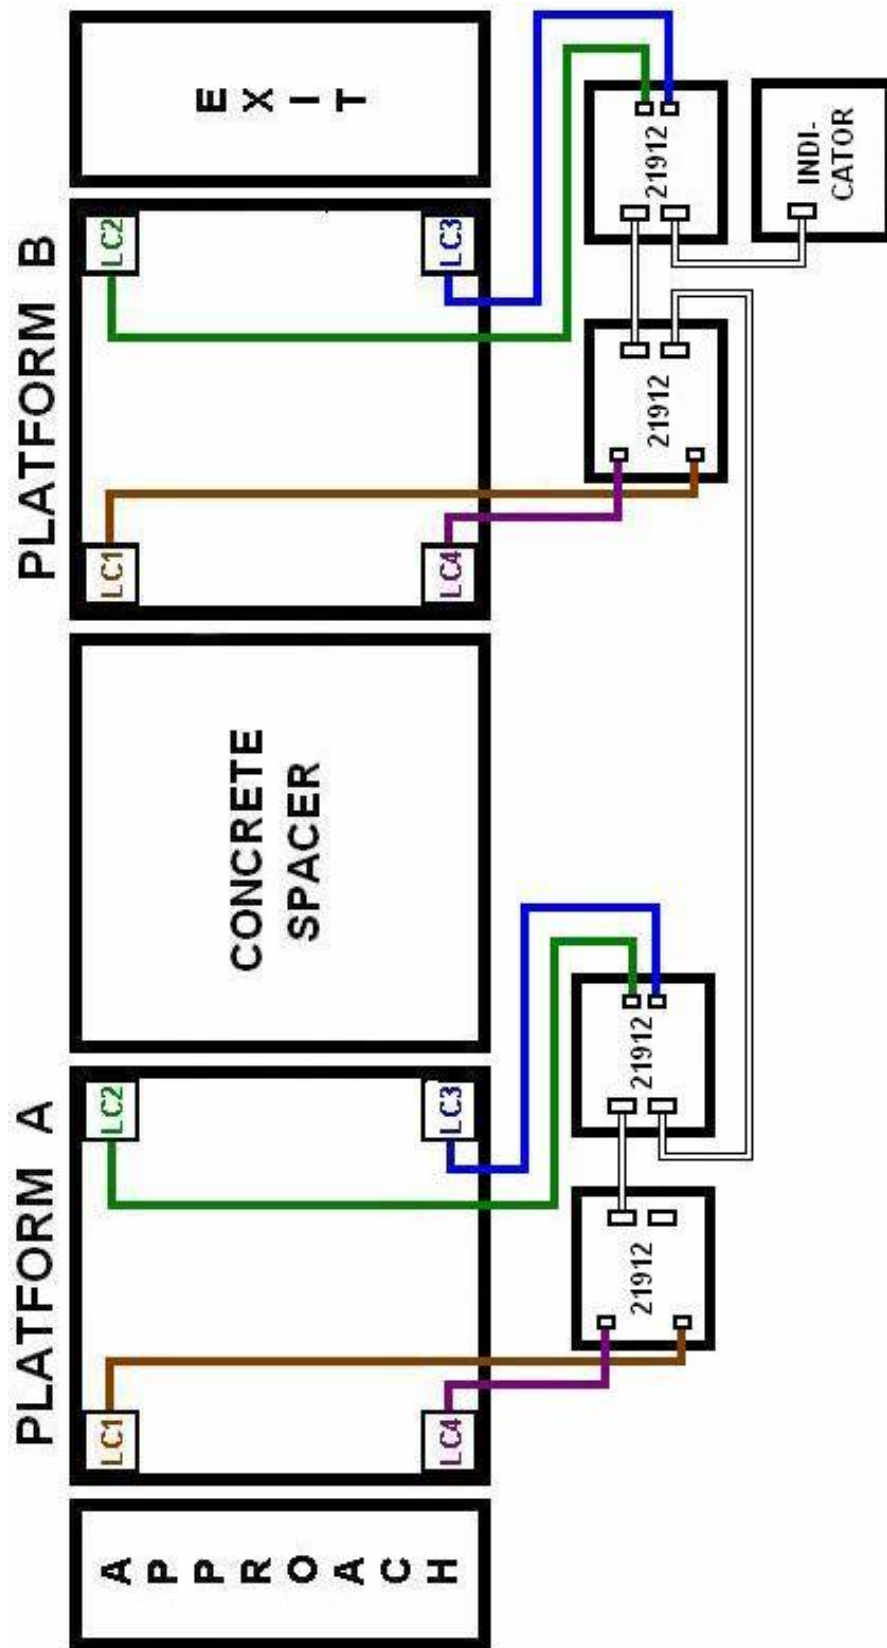 PLATFORM A
PLATFORM B
APPROACH
LC1
LC2
LC4
LC3
CONCRETE
SPACER
LC1
LC2
LC4
LC3
EXIT
21912
21912
21912
21912
INDI-
CATOR